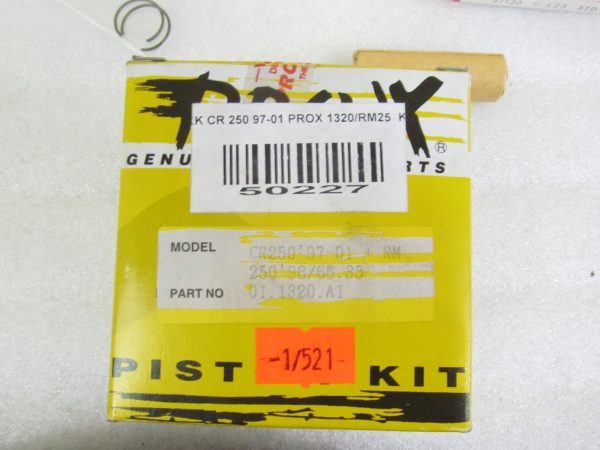 CK CR 250 97-01 PROX 1320/RM25 K
50227
GENU RTS
®
MODEL CR250'97-01 + RM
250'98/66.35
PART NO 01.1320.A1
-1/521-
PIST KIT